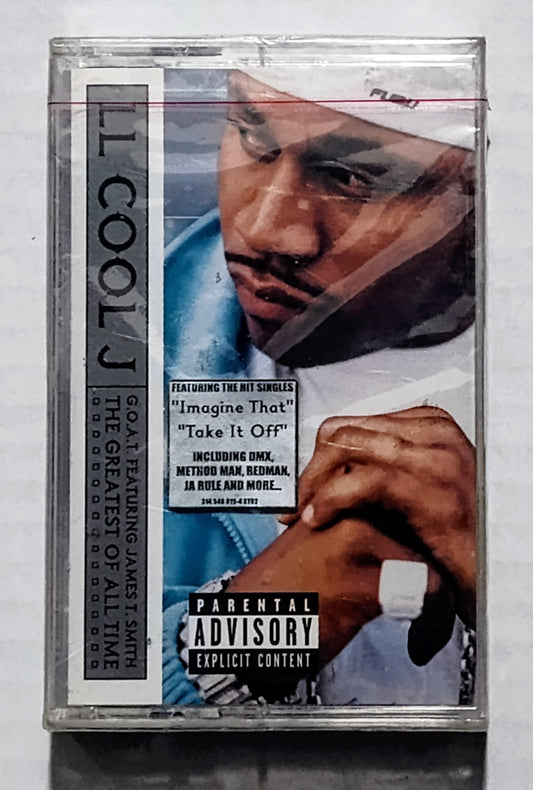 FUBU
LL COOL J
G.O.A.T. FEATURING JAMES T. SMITH
THE GREATEST OF ALL TIME
FEATURING THE HIT SINGLES
"Imagine That"
"Take It Off"
INCLUDING DMX,
METHOD MAN, REDMAN,
JA RULE AND MORE...
PARENTAL
ADVISORY
EXPLICIT CONTENT